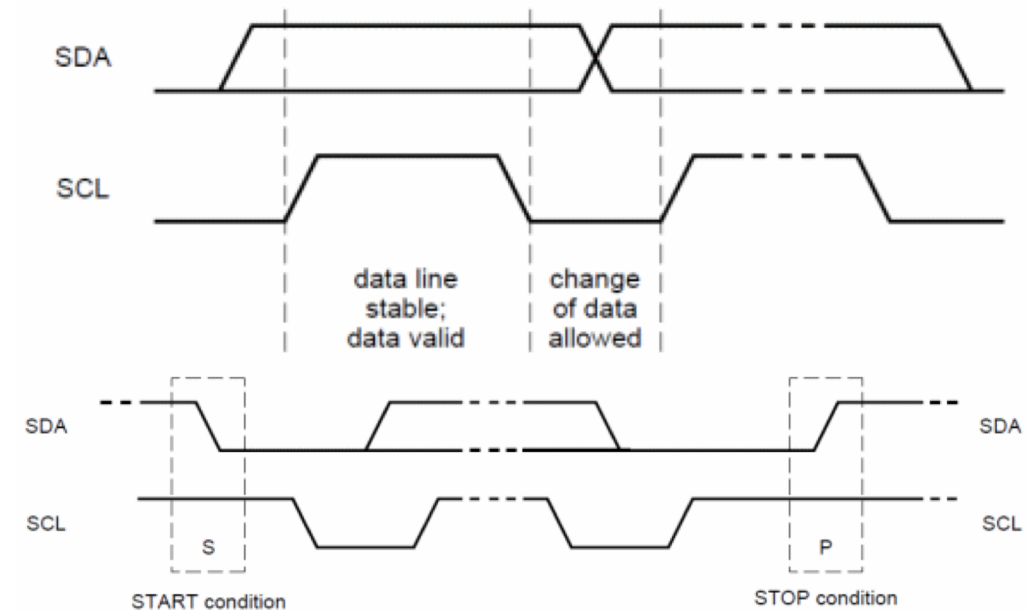 SDA
SCL
data line
stable;
data valid
change
of data
allowed
SDA
SDA
SCL
SCL
S
P
START condition
STOP condition